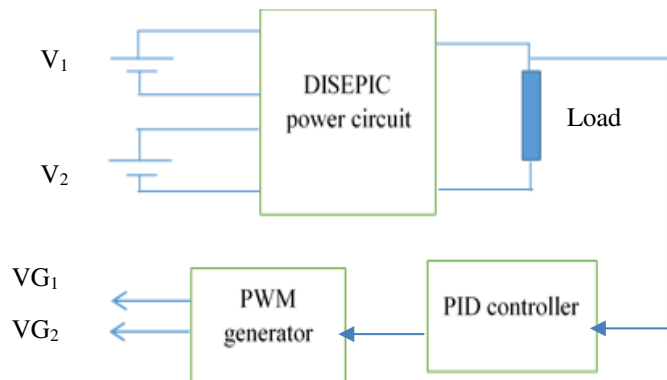 V₁
DISEPIC
power circuit
Load
V₂
VG₁
VG₂
PWM
generator
PID controller